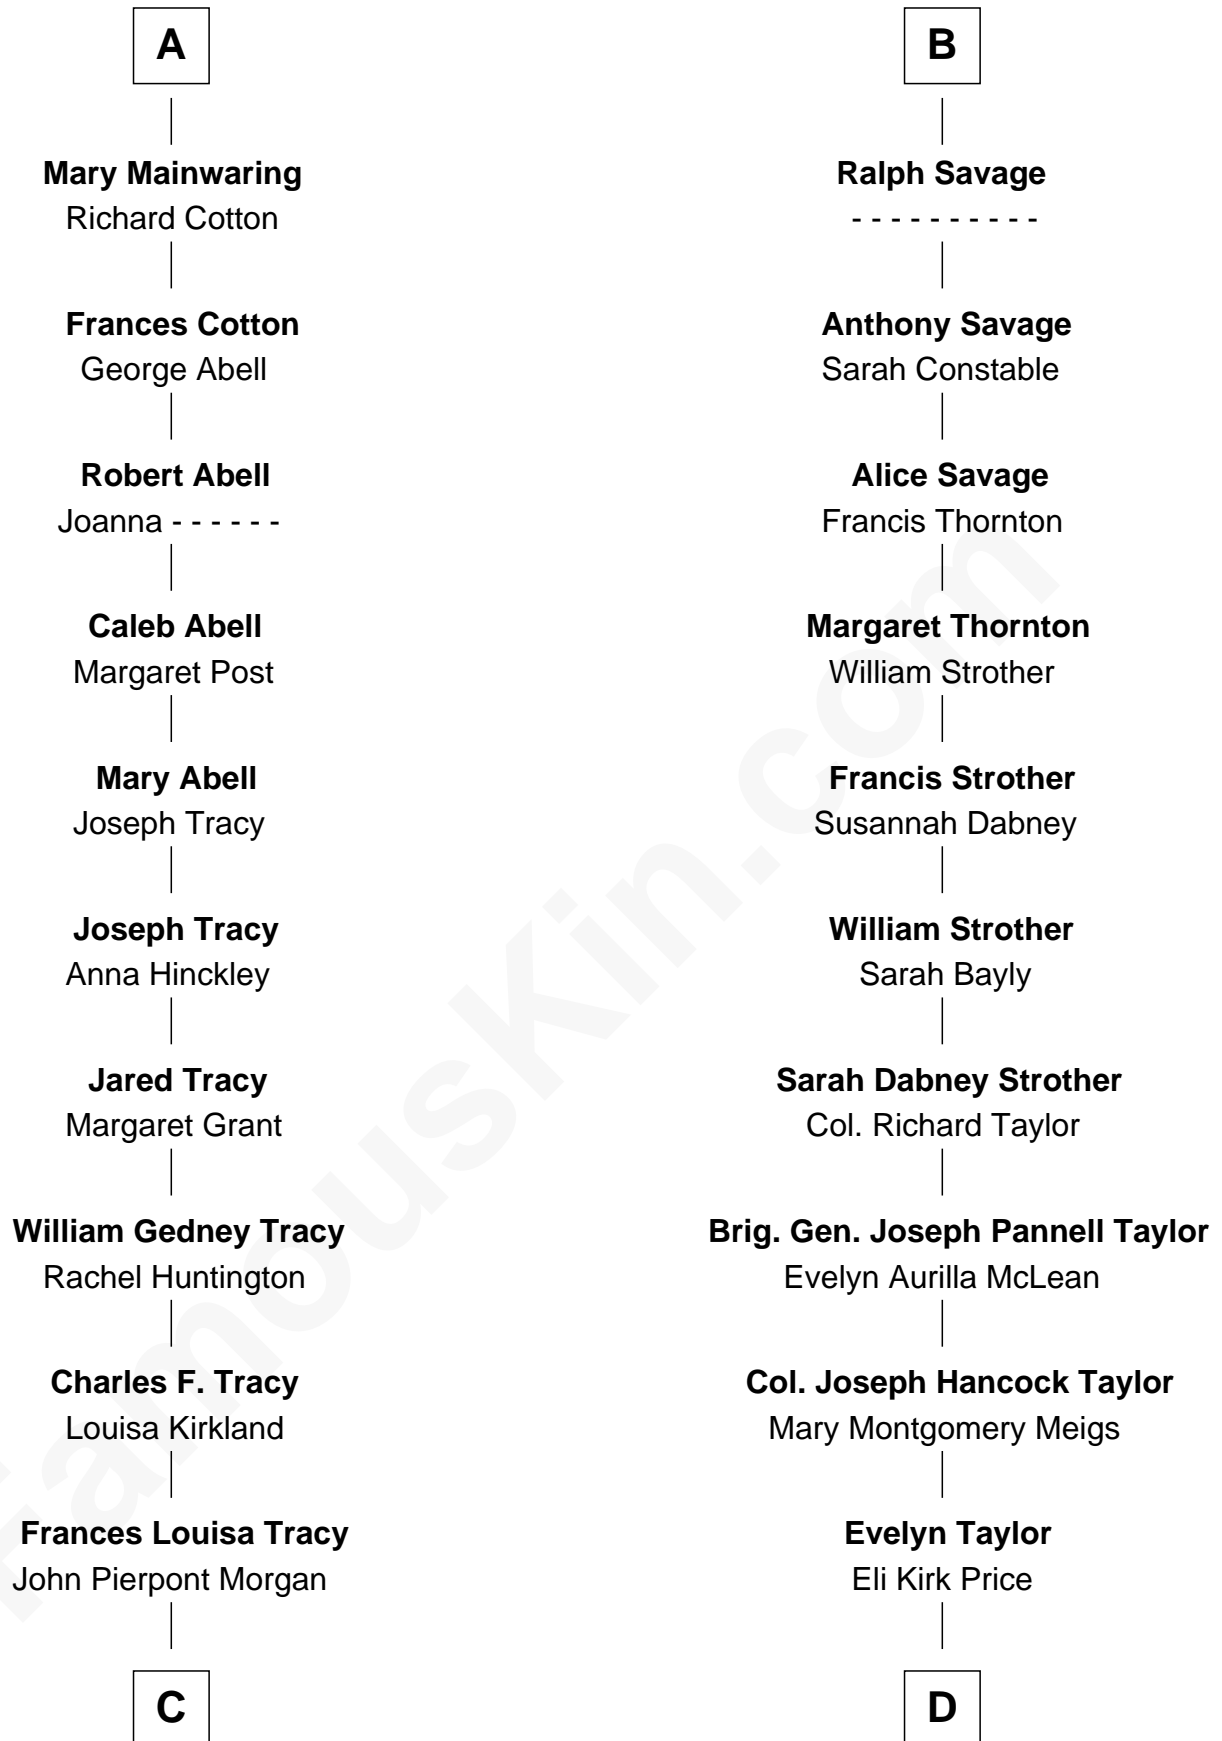 A
Mary Mainwaring
Richard Cotton
Frances Cotton
George Abell
Robert Abell
Joanna - - - - - -
Caleb Abell
Margaret Post
Mary Abell
Joseph Tracy
Joseph Tracy
Anna Hinckley
Jared Tracy
Margaret Grant
William Gedney Tracy
Rachel Huntington
Charles F. Tracy
Louisa Kirkland
Frances Louisa Tracy
John Pierpont Morgan
C
B
Ralph Savage
- - - - - - - - - -
Anthony Savage
Sarah Constable
Alice Savage
Francis Thornton
Margaret Thornton
William Strother
Francis Strother
Susannah Dabney
William Strother
Sarah Bayly
Sarah Dabney Strother
Col. Richard Taylor
Brig. Gen. Joseph Pannell Taylor
Evelyn Aurilla McLean
Col. Joseph Hancock Taylor
Mary Montgomery Meigs
Evelyn Taylor
Eli Kirk Price
D
FamousKin.com